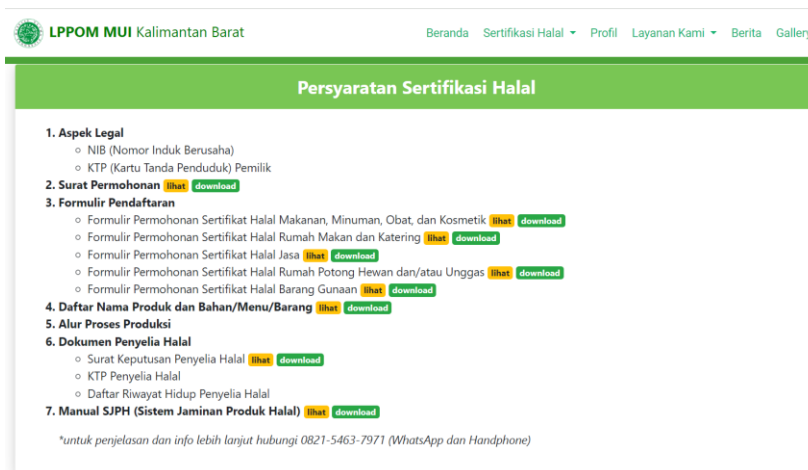 LPPOM MUI Kalimantan Barat
Beranda Sertifikasi Halal Profil Layanan Kami Berita Gallery
Persyaratan Sertifikasi Halal
1. Aspek Legal
NIB (Nomor Induk Berusaha)
KTP (Kartu Tanda Penduduk) Pemilik
2. Surat Permohonan lihat download
3. Formulir Pendaftaran
Formulir Permohonan Sertifikat Halal Makanan, Minuman, Obat, dan Kosmetik lihat download
Formulir Permohonan Sertifikat Halal Rumah Makan dan Katering lihat download
Formulir Permohonan Sertifikat Halal Jasa lihat download
Formulir Permohonan Sertifikat Halal Rumah Potong Hewan dan/atau Unggas lihat download
Formulir Permohonan Sertifikat Halal Barang Gunaan lihat download
4. Daftar Nama Produk dan Bahan/Menu/Barang lihat download
5. Alur Proses Produksi
6. Dokumen Penyelia Halal
Surat Keputusan Penyelia Halal lihat download
KTP Penyelia Halal
Daftar Riwayat Hidup Penyelia Halal
7. Manual SJPH (Sistem Jaminan Produk Halal) lihat download
*untuk penjelasan dan info lebih lanjut hubungi 0821-5463-7971 (WhatsApp dan Handphone)